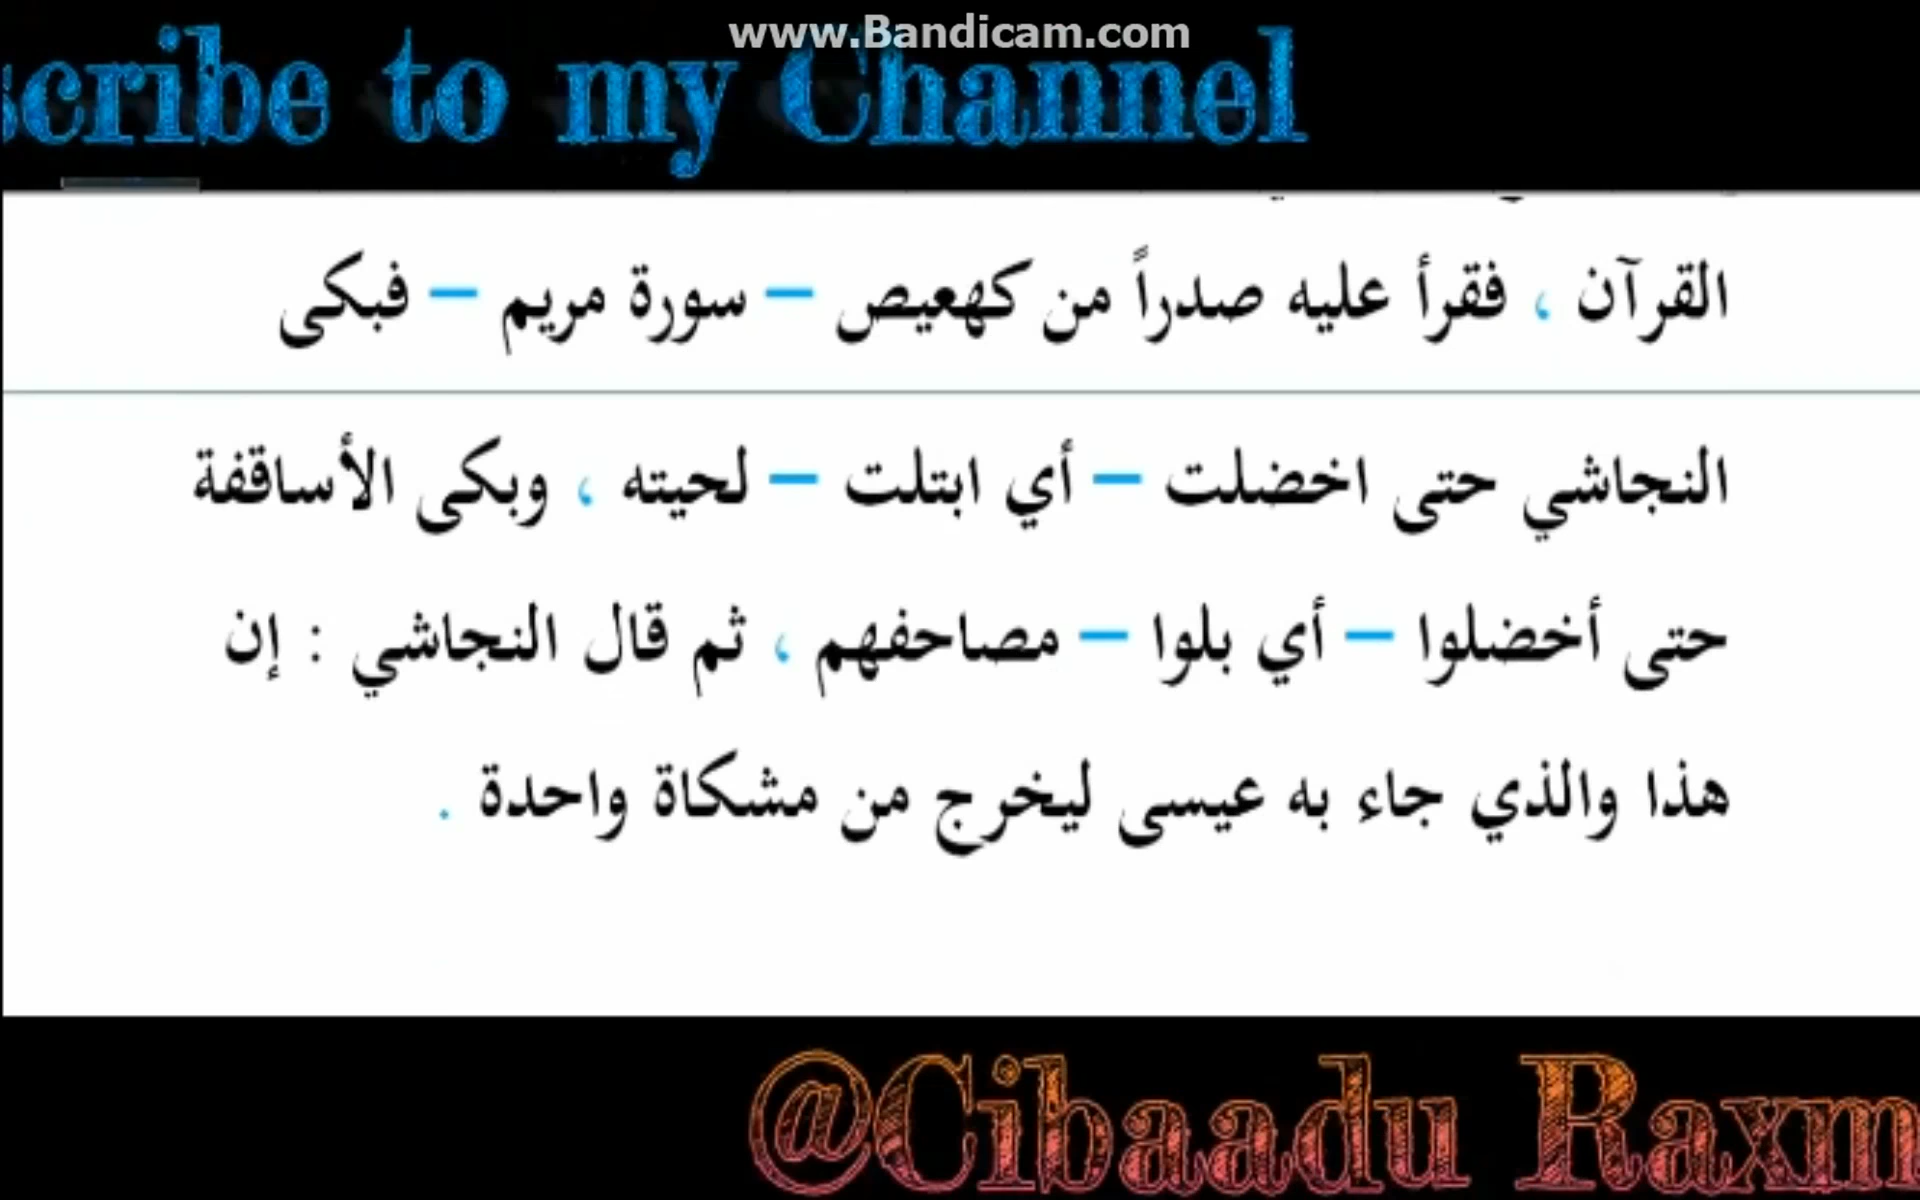 www.Bandicam.com
scribe to my Channel
القرآن ، فقرأ عليه صدراً من كهعيص – سورة مريم – فبكى
النجاشي حتى اخضلت – أي ابتلت – لحيته ، وبكى الأساقفة
حتى أخضلوا – أي بلوا – مصاحفهم ، ثم قال النجاشي : إن
هذا والذي جاء به عيسى ليخرج من مشكاة واحدة .
@Cibaadu Raxm